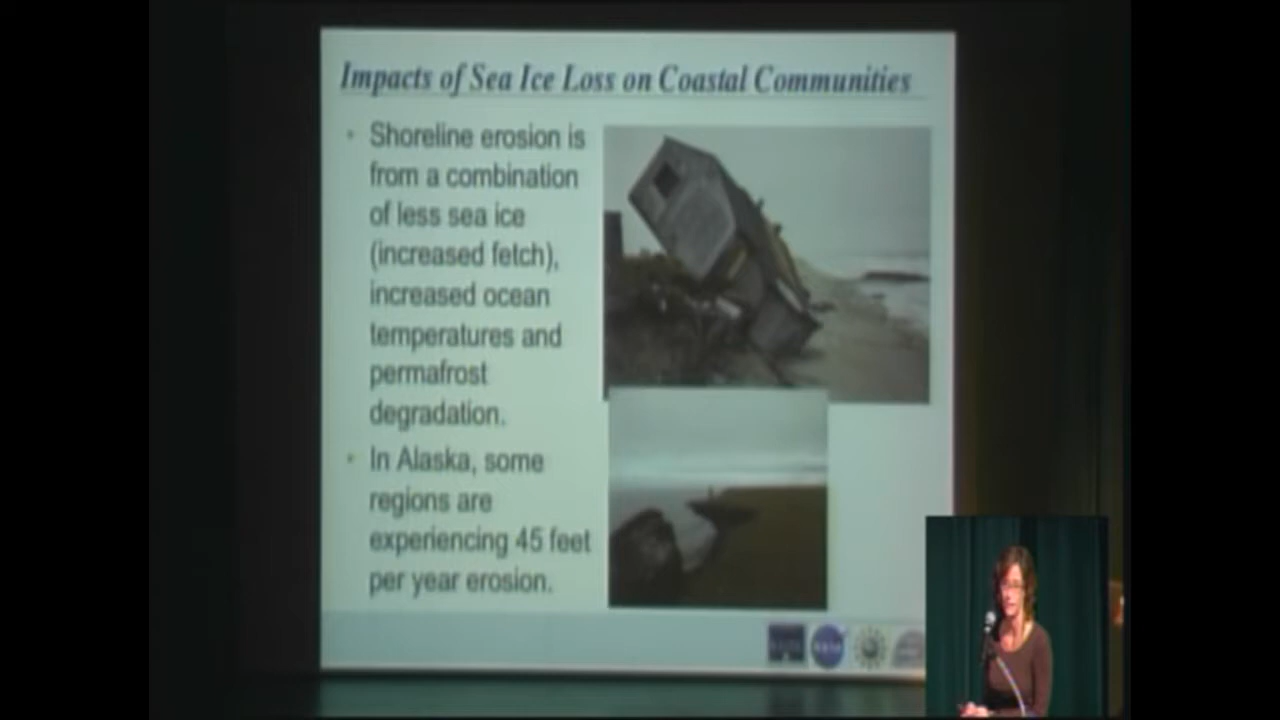 Impacts of Sea Ice Loss on Coastal Communities
• Shoreline erosion is
from a combination
of less sea ice
(increased fetch),
increased ocean
temperatures and
permafrost
degradation.
• In Alaska, some
regions are
experiencing 45 feet
per year erosion.
NASA